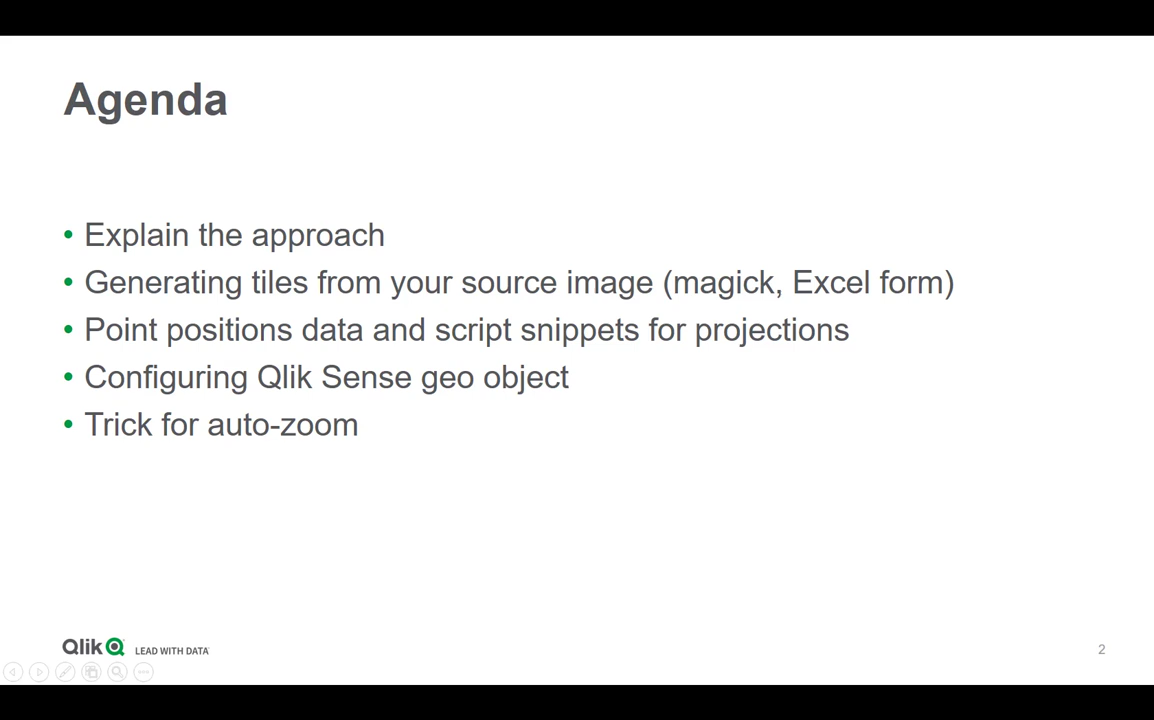 Agenda
• Explain the approach
• Generating tiles from your source image (magick, Excel form)
• Point positions data and script snippets for projections
• Configuring Qlik Sense geo object
• Trick for auto-zoom
Qlik LEAD WITH DATA
2